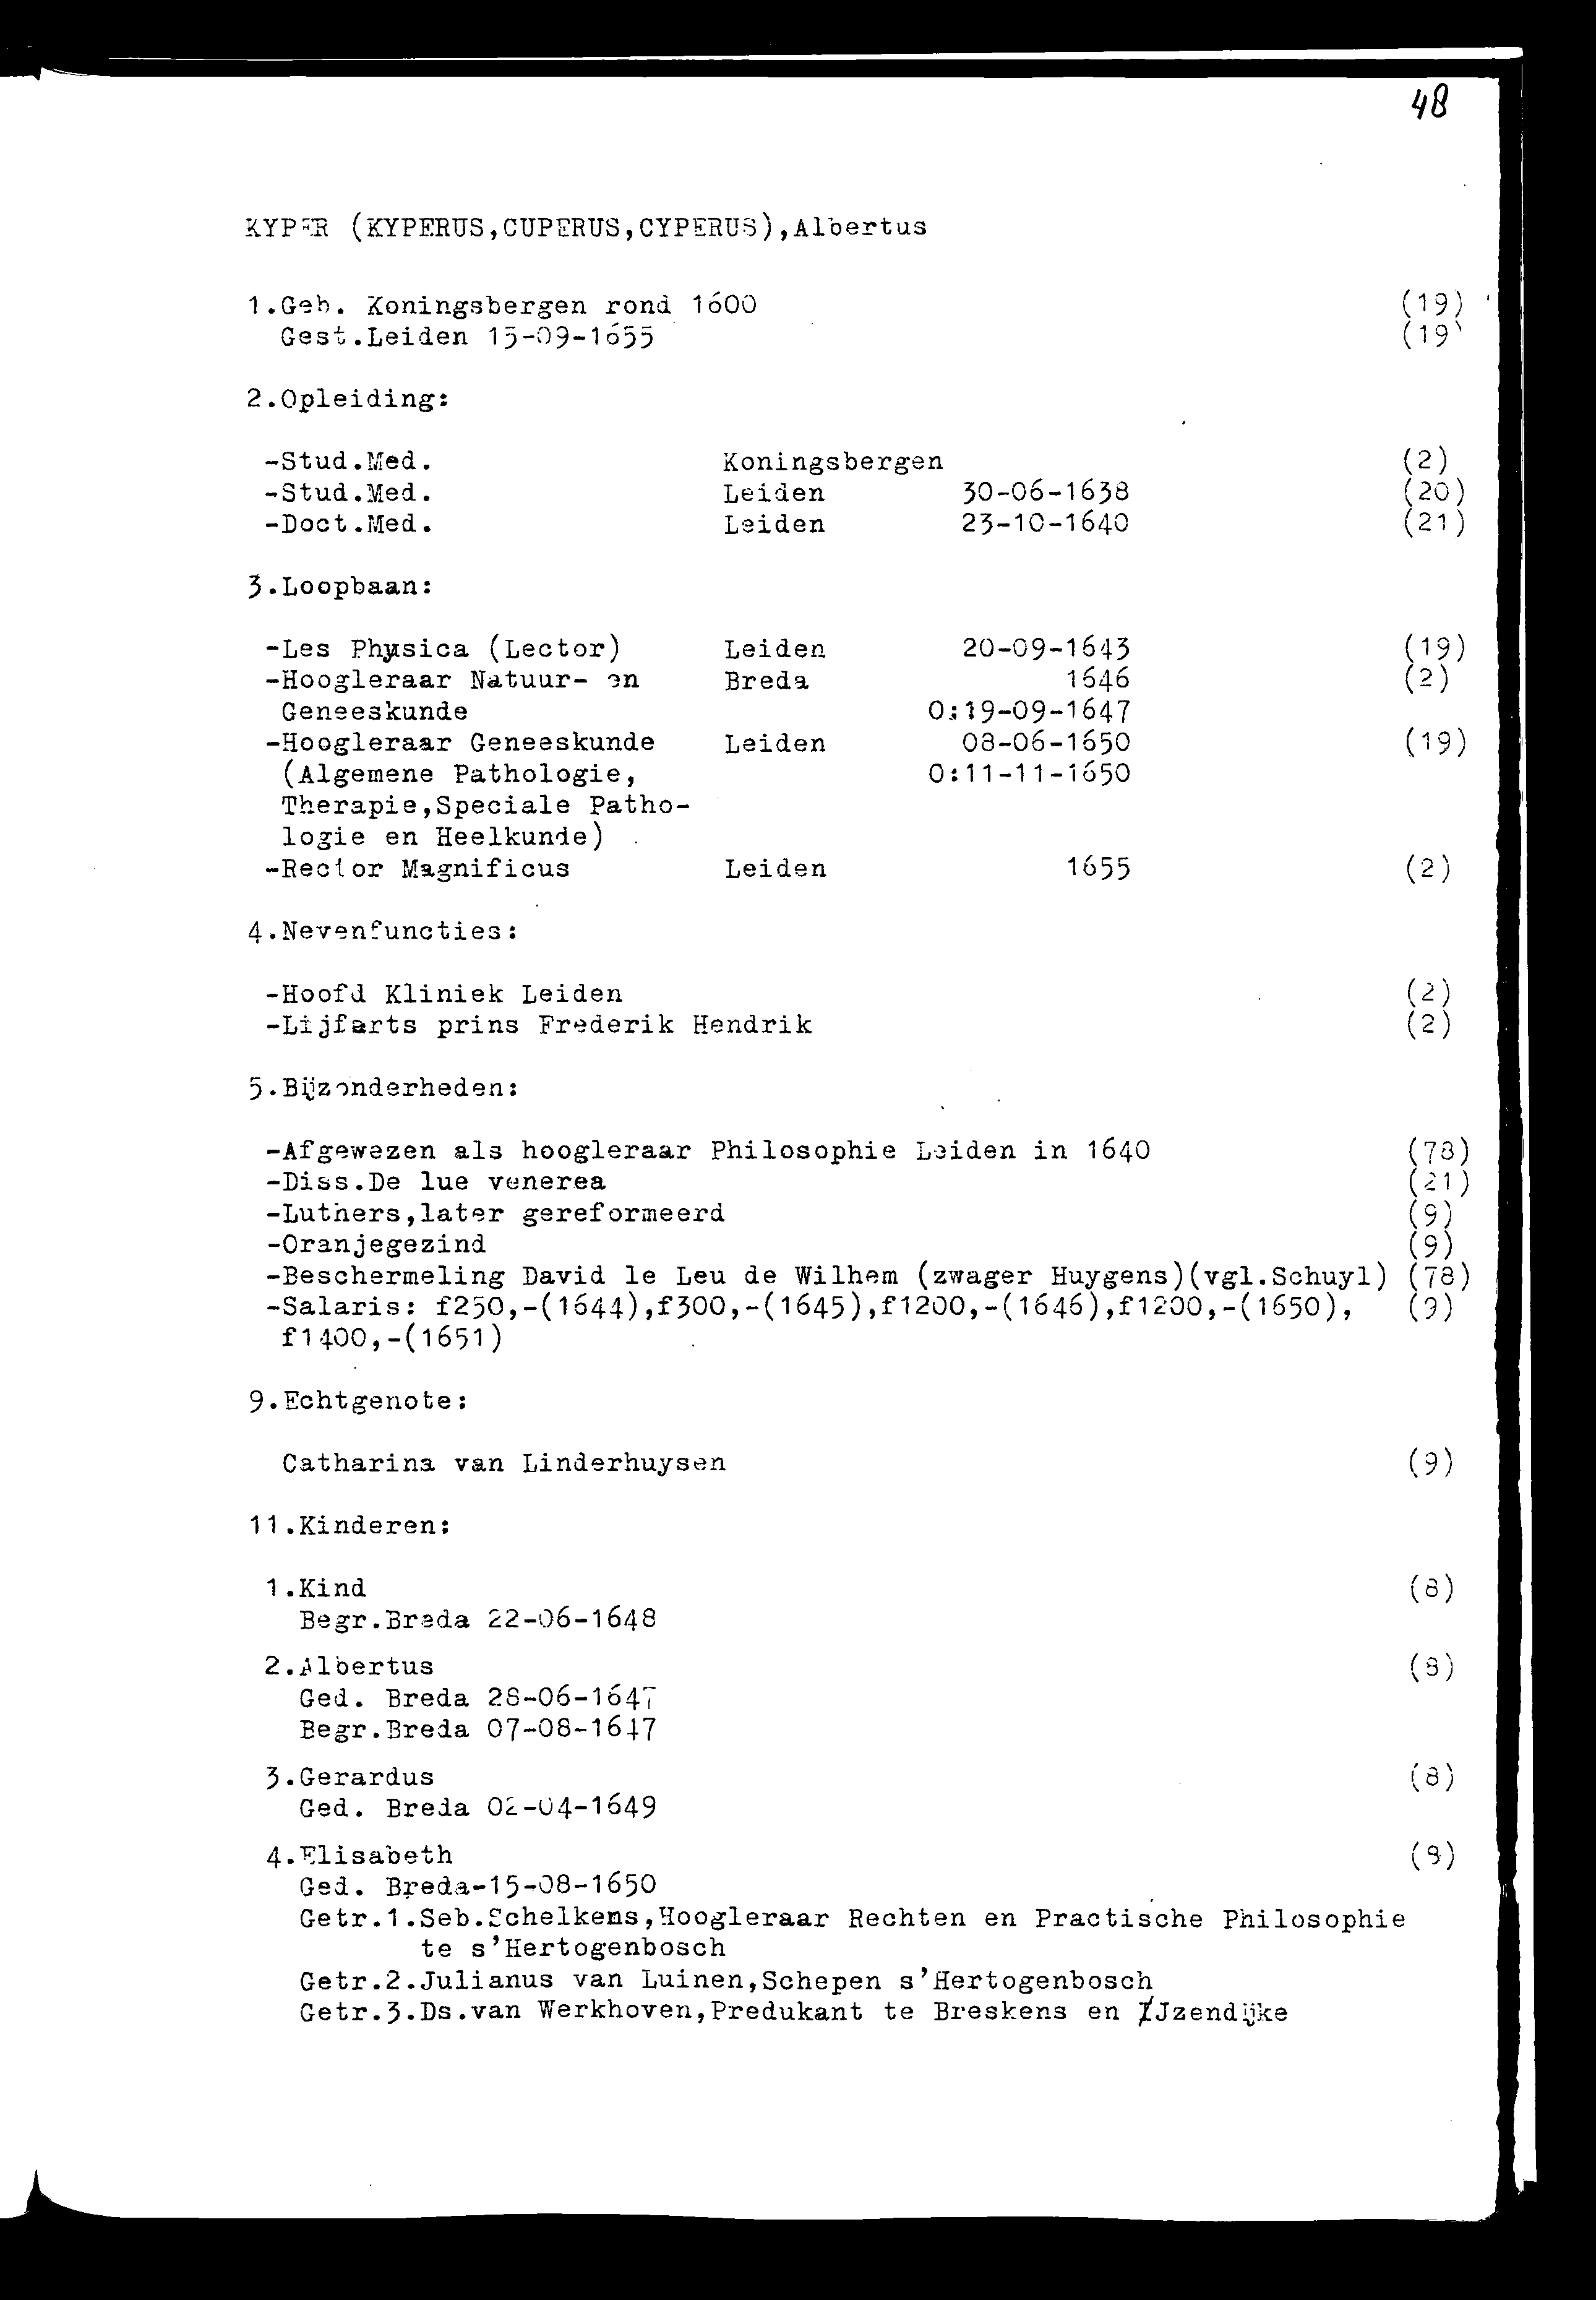 48
KYPER (KYPERUS,CUPERUS,CYPERUS),Albertus
1.Geb. Koningsbergen rond 1600 (19)
Gest.Leiden 15-09-1655 (19)
2.Opleiding:
-Stud.Med. Koningsbergen (2)
-Stud.Med. Leiden 30-06-1638 (20)
-Doct.Med. Leiden 23-10-1640 (21)
3.Loopbaan:
-Les Physica (Lector) Leiden 20-09-1643 (19)
-Hoogleraar Natuur- en Breda 1646 (2)
Geneeskunde O:19-09-1647
-Hoogleraar Geneeskunde Leiden 08-06-1650 (19)
(Algemene Pathologie, O:11-11-1650
Therapie,Speciale Patho-
logie en Heelkunde)
-Rector Magnificus Leiden 1655 (2)
4.Nevenfuncties:
-Hoofd Kliniek Leiden (2)
-Lijfarts prins Frederik Hendrik (2)
5.Bijzonderheden:
-Afgewezen als hoogleraar Philosophie Leiden in 1640 (78)
-Diss.De lue venerea (21)
-Luthers,later gereformeerd (9)
-Oranjegezind (9)
-Beschermeling David le Leu de Wilhem (zwager Huygens)(vgl.Schuyl) (78)
-Salaris: f250,-(1644),f300,-(1645),f1200,-(1646),f1200,-(1650), (9)
f1400,-(1651)
9.Echtgenote:
Catharina van Linderhuysen (9)
11.Kinderen:
1.Kind (8)
Begr.Breda 22-06-1648
2.Albertus (8)
Ged. Breda 28-06-1647
Begr.Breda 07-08-1647
3.Gerardus (8)
Ged. Breda 02-04-1649
4.Elisabeth (8)
Ged. Breda-15-08-1650
Getr.1.Seb.Schelkens,Hoogleraar Rechten en Practische Philosophie
te s'Hertogenbosch
Getr.2.Julianus van Luinen,Schepen s'Hertogenbosch
Getr.3.Ds.van Werkhoven,Predukant te Breskens en IJzendijke